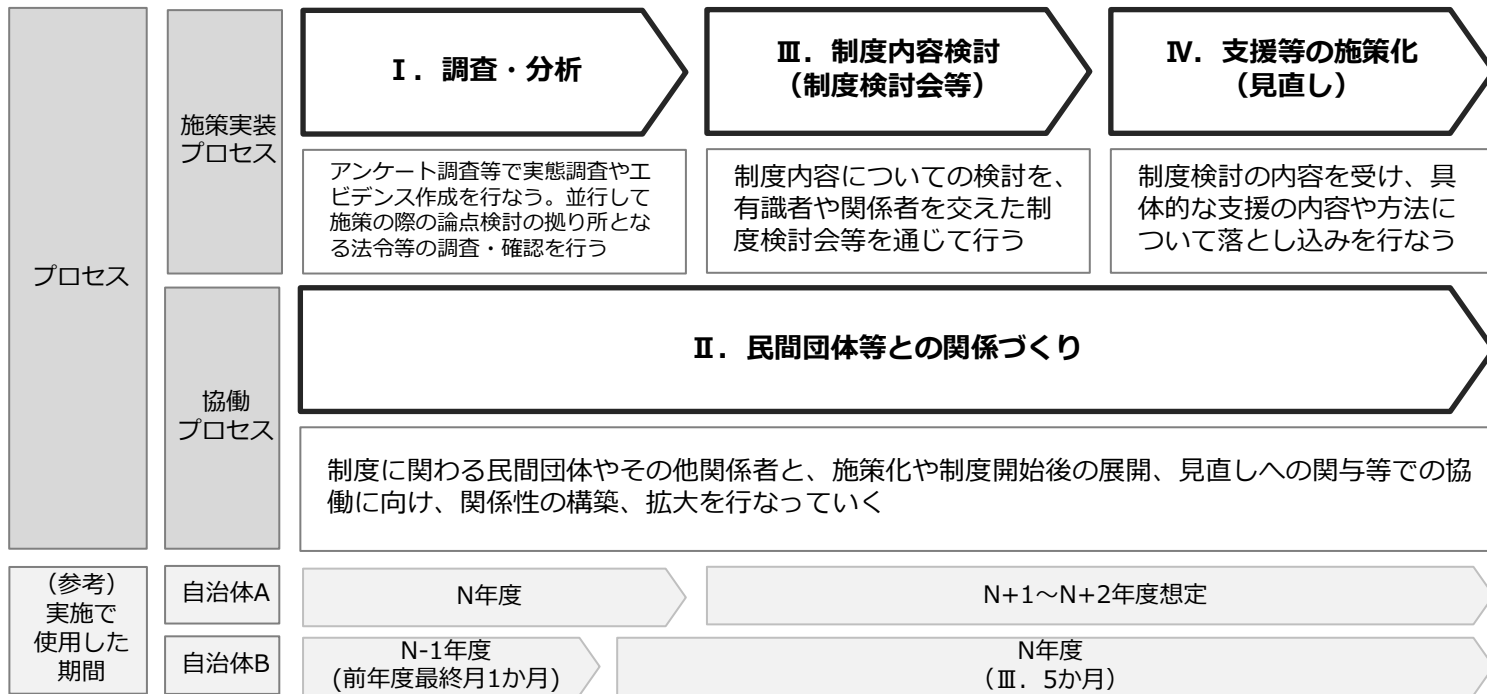 プロセス
施策実装
プロセス
Ⅰ．調査・分析
Ⅲ．制度内容検討
（制度検討会等）
Ⅳ．支援等の施策化
（見直し）
アンケート調査等で実態調査やエ
ビデンス作成を行なう。並行して
施策の際の論点検討の拠り所とな
る法令等の調査・確認を行う
制度内容についての検討を、
有識者や関係者を交えた制
度検討会等を通じて行う
制度検討の内容を受け、具
体的な支援の内容や方法に
ついて落とし込みを行なう
協働
プロセス
Ⅱ．民間団体等との関係づくり
制度に関わる民間団体やその他関係者と、施策化や制度開始後の展開、見直しへの関与等での協
働に向け、関係性の構築、拡大を行なっていく
（参考）
実施で
使用した
期間
自治体A
N年度
N+1～N+2年度想定
自治体B
N-1年度
(前年度最終月1か月)
N年度
（Ⅲ．5か月）